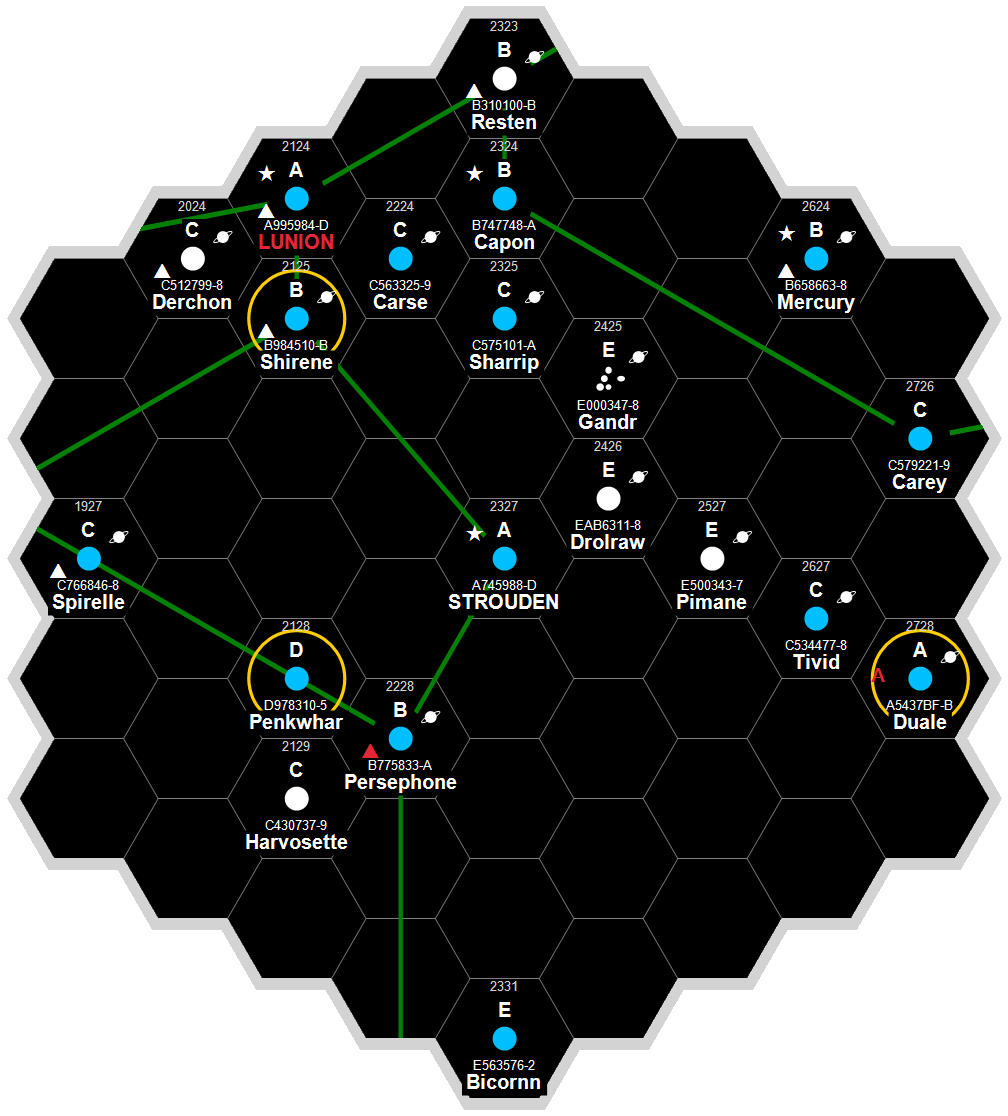 2323
B
B310100-B
Resten
2124
A
A995984-D
LUNION
2324
B
B747748-A
Capon
2024
C
C512799-8
Derchon
2224
C
C563325-9
Carse
2624
B
B658663-8
Mercury
2125
B
B984510-B
Shirene
2325
C
C575101-A
Sharrip
2425
E
E000347-8
Gandr
2726
C
C579221-9
Carey
2426
E
EAB6311-8
Drolraw
1927
C
C766846-8
Spirelle
2327
A
A745988-D
STROUDEN
2527
E
E500343-7
Pimane
2627
C
C534477-8
Tivid
2128
D
D978310-5
Penkwhar
2728
A
A
A5437BF-B
Duale
2228
B
B775833-A
Persephone
2129
C
C430737-9
Harvosette
2331
E
E563576-2
Bicornn